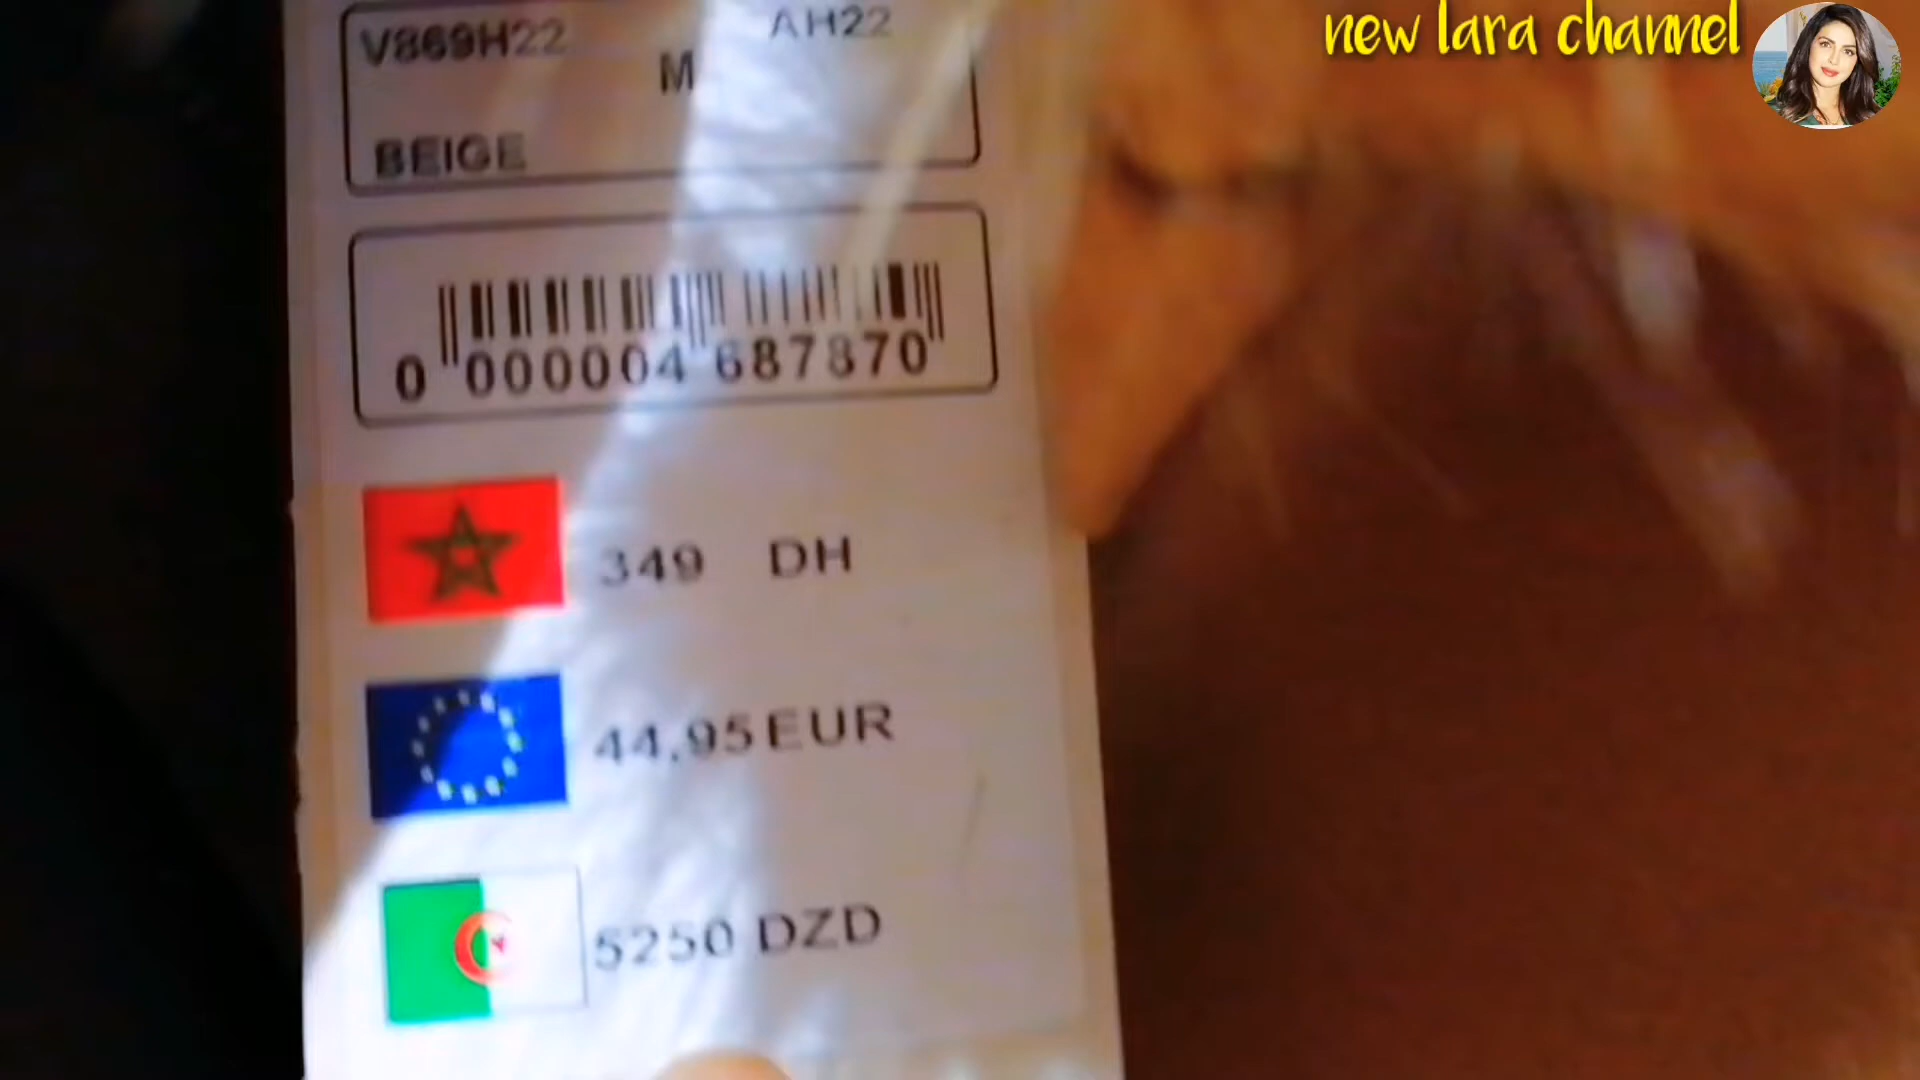 new lara channel
V869H22 AH22
M
BEIGE
0 000004 687870
349 DH
44,95 EUR
5250 DZD